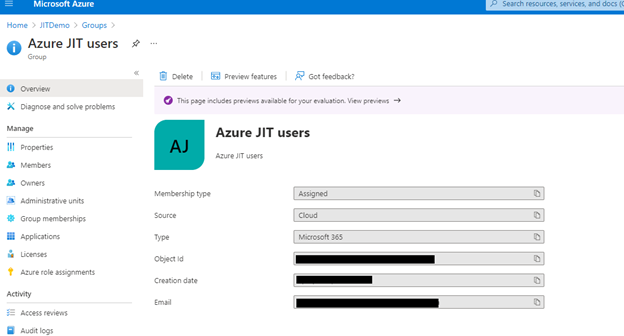 Microsoft Azure
Search resources, services, and docs (
Home > JITDemo > Groups >
Azure JIT users
Group
Delete
Preview features
Got feedback?
Overview
Diagnose and solve problems
This page includes previews available for your evaluation. View previews →
Manage
Properties
Members
Owners
Administrative units
Group memberships
Applications
Licenses
Azure role assignments
Activity
Access reviews
Audit logs
AJ
Azure JIT users
Azure JIT users
Membership type Assigned
Source Cloud
Type Microsoft 365
Object Id
Creation date
Email